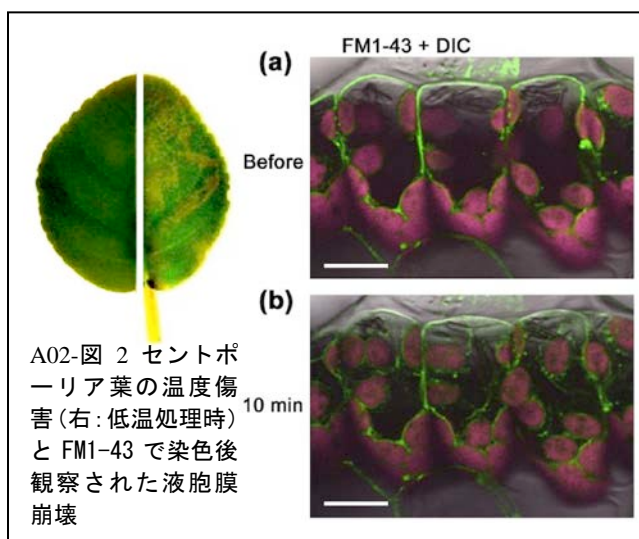 FM1-43 + DIC
(a)
Before
(b)
10 min
A02-図 2 セントポ
ーリア葉の温度傷
害(右:低温処理時)
と FM1-43 で染色後
観察された液胞膜
崩壊